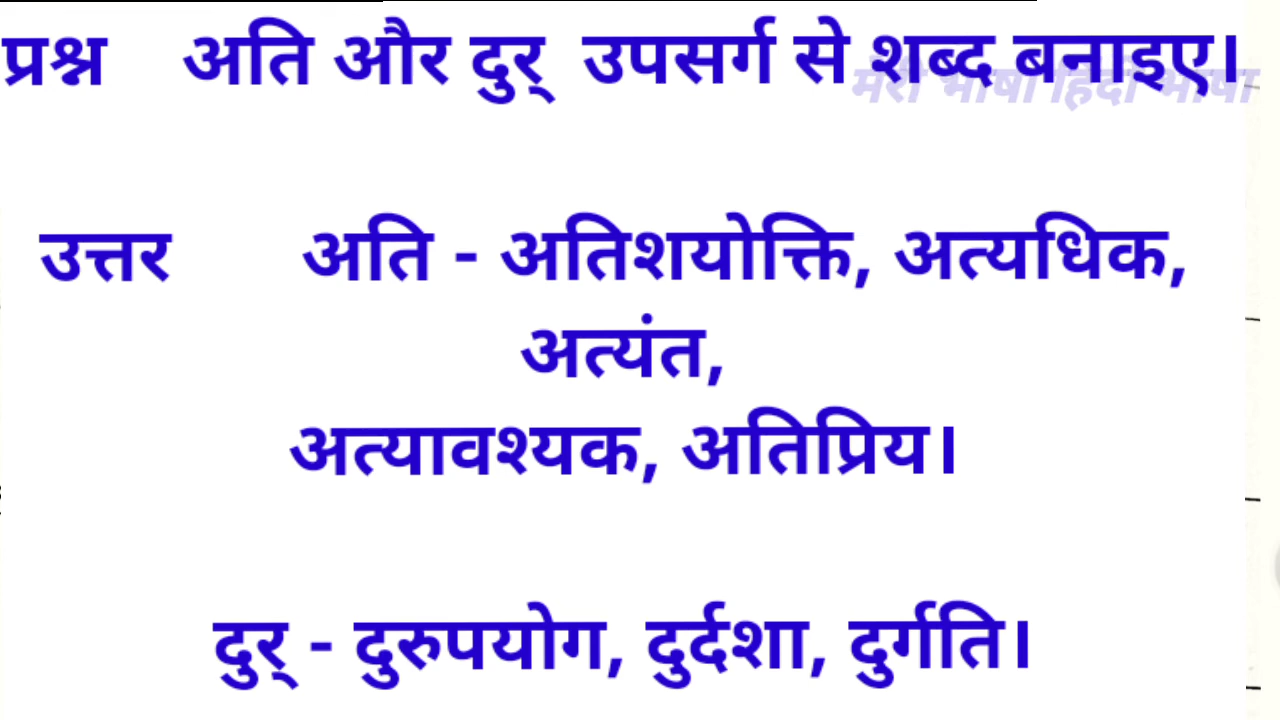 प्रश्न अति और दुर् उपसर्ग से शब्द बनाइए।
मेरी भाषा हिंदी भाषा
उत्तर अति - अतिशयोक्ति, अत्यधिक,
अत्यंत,
अत्यावश्यक, अतिप्रिय।
दुर् - दुरुपयोग, दुर्दशा, दुर्गति।